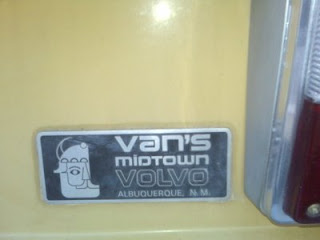 Van's
miDTOWN
VOLVO
ALBUQUERQUE, N. M.